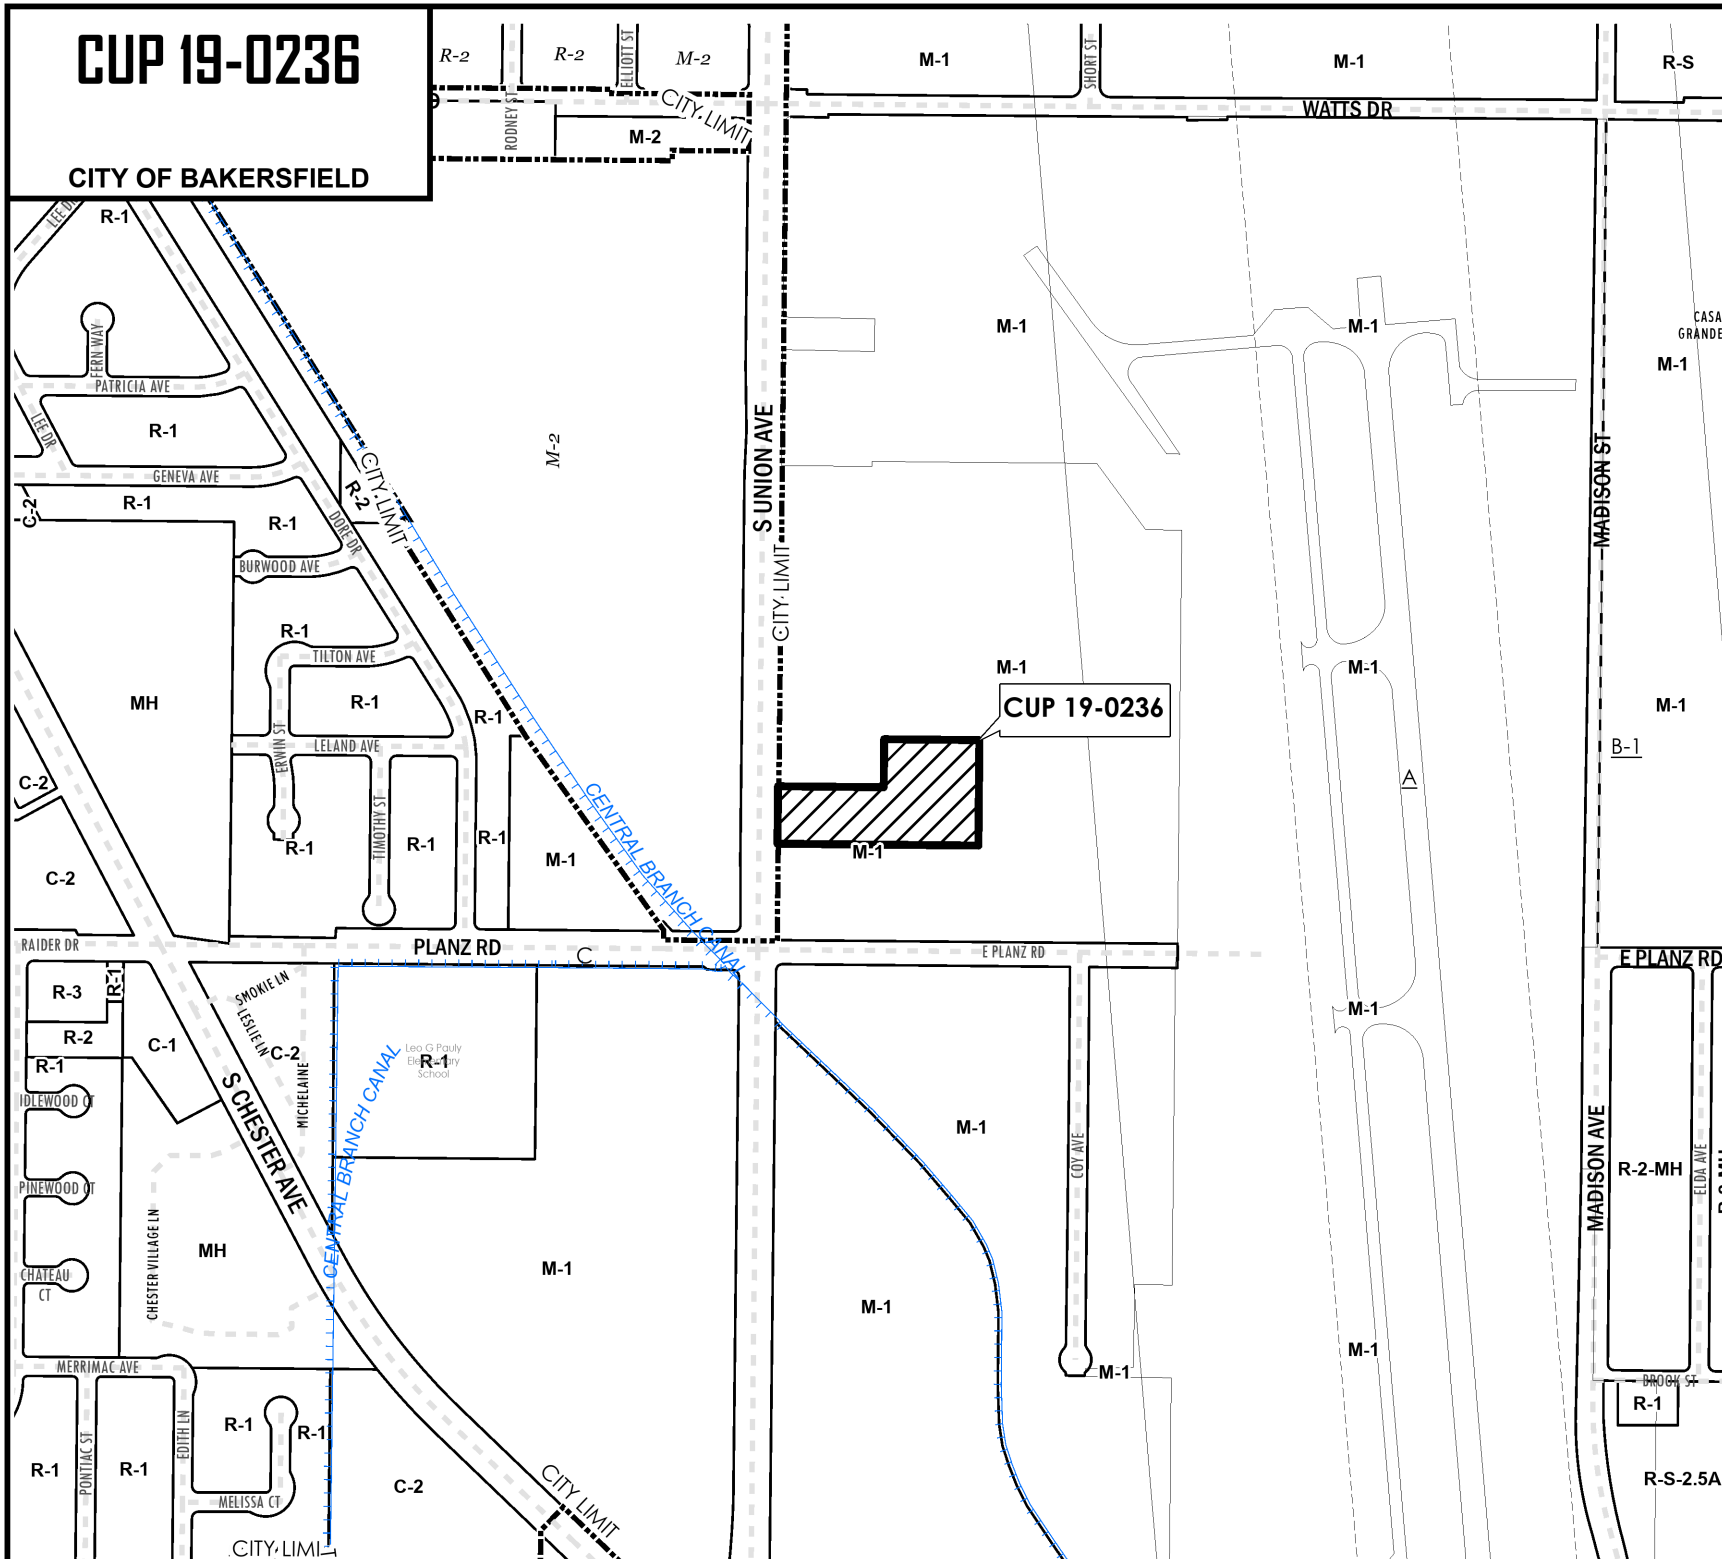 CUP 19-0236
CITY OF BAKERSFIELD
R-2
R-2
M-2
M-1
M-1
R-S
ELLIOTT ST
SHORT ST
RODNEY ST
CITY LIMIT
WATTS DR
M-2
LEE DR
R-1
M-1
M-1
CASA
GRANDE
M-1
FERN WAY
PATRICIA AVE
LEE DR
R-1
M-2
S UNION AVE
MADISON ST
GENEVA AVE
R-2
CITY LIMIT
C-2
R-1
R-1
DORE DR
BURWOOD AVE
CITY LIMIT
R-1
TILTON AVE
M-1
M-1
MH
R-1
R-1
CUP 19-0236
M-1
ERWIN ST
LELAND AVE
B-1
A
C-2
CENTRAL BRANCH CANAL
TIMOTHY ST
R-1
R-1
R-1
M-1
M-1
C-2
RAIDER DR
PLANZ RD
C
E PLANZ RD
E PLANZ RD
R-3
R-1
SMOKIE LN
LESLIE LN
R-2
C-1
C-2
M-1
R-1
Leo G Pauly
Elementary
School
R-1
MICHELAINE
IDLEWOOD CT
S CHESTER AVE
CENTRAL BRANCH CANAL
M-1
COY AVE
MADISON AVE
R-2-MH
ELDA AVE
PINEWOOD CT
CHESTER VILLAGE LN
MH
M-1
CHATEAU
CT
M-1
M-1
MERRIMAC AVE
M-1
BROOK ST
R-1
R-1
R-1
EDITH LN
PONTIAC ST
R-1
R-1
C-2
CITY LIMIT
R-S-2.5A
MELISSA CT
CITY LIMIT